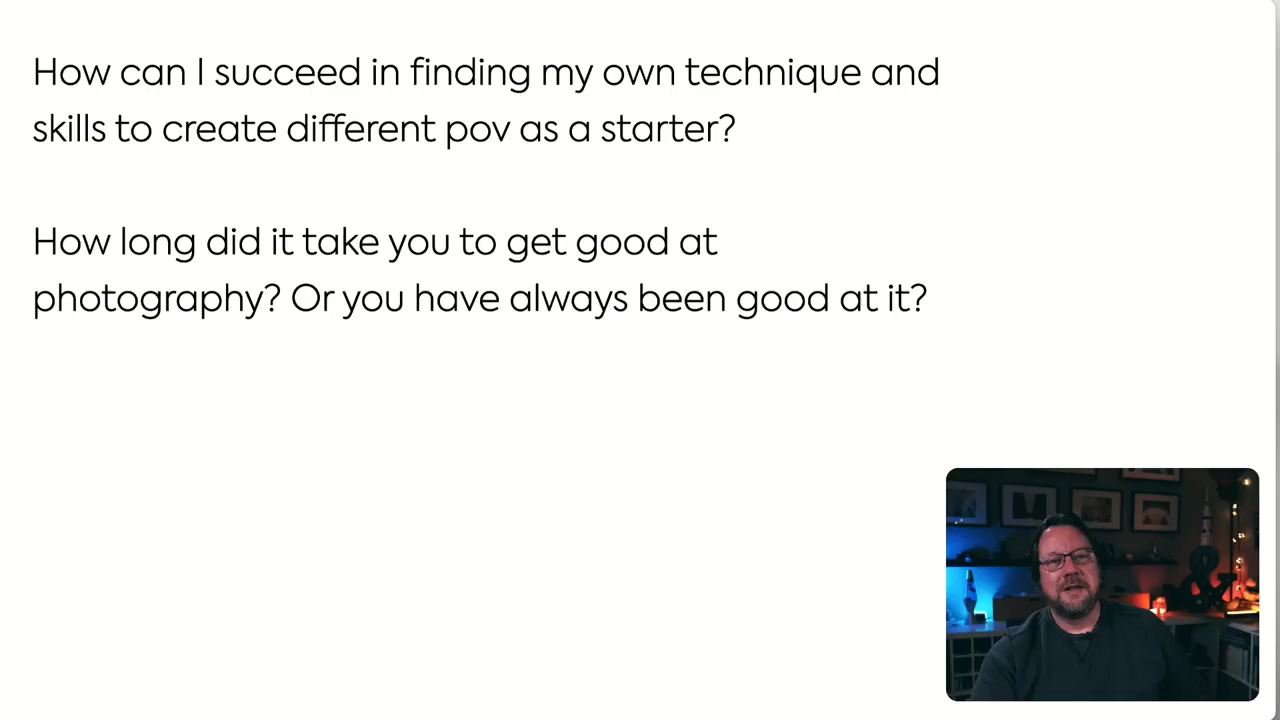 How can I succeed in finding my own technique and
skills to create different pov as a starter?
How long did it take you to get good at
photography? Or you have always been good at it?